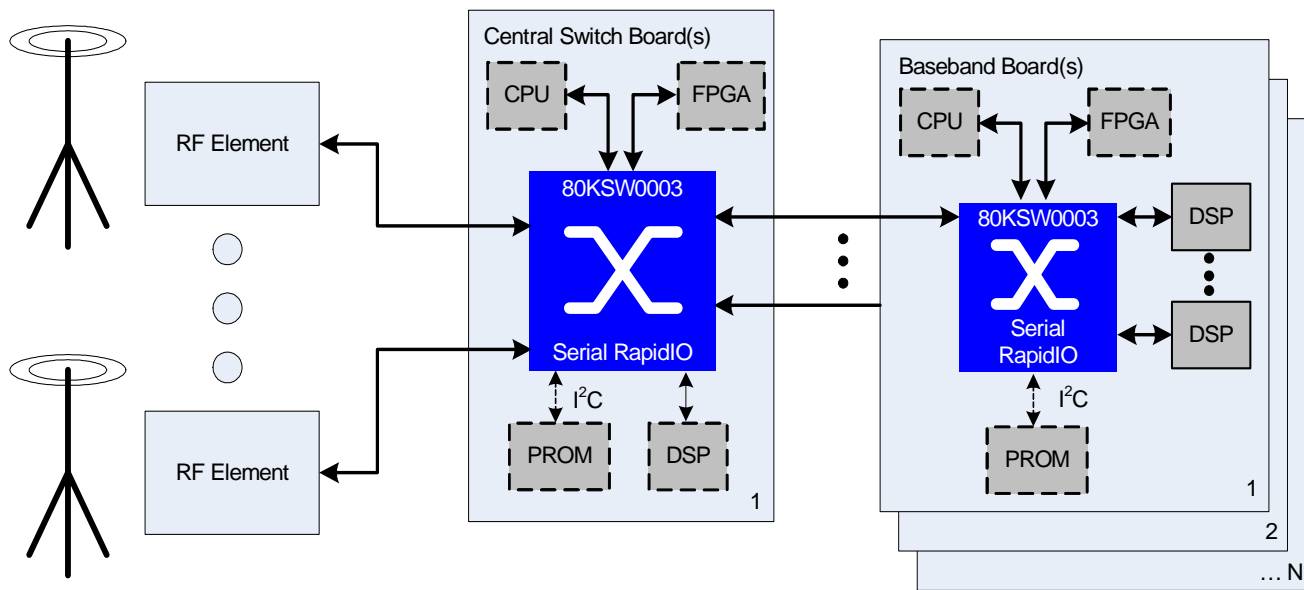 Central Switch Board(s)
CPU
FPGA
RF Element
80KSW0003
Serial RapidIO
I²C
PROM
DSP
1
RF Element
Baseband Board(s)
CPU
FPGA
80KSW0003
Serial
RapidIO
DSP
DSP
I²C
PROM
1
2
... N